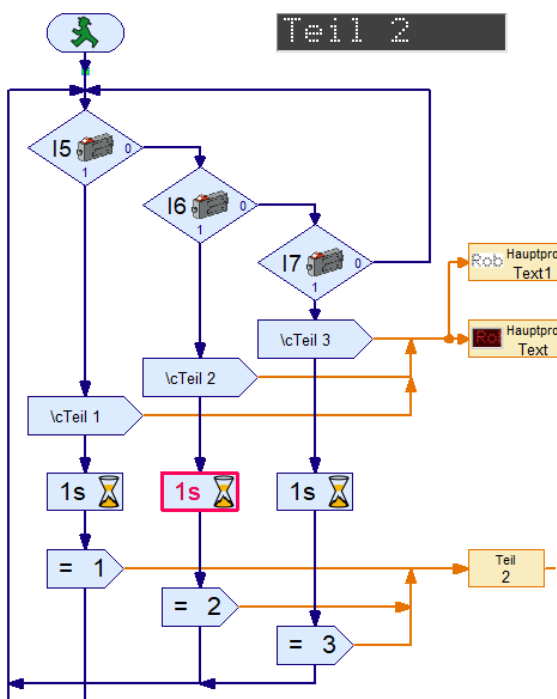 Teil 2
I5
0
1
I6
0
1
I7
0
1
Rob Hauptpro
Text1
\cTeil 3
Hauptpro
Text
\cTeil 2
\cTeil 1
1s
1s
1s
= 1
Teil
2
= 2
= 3